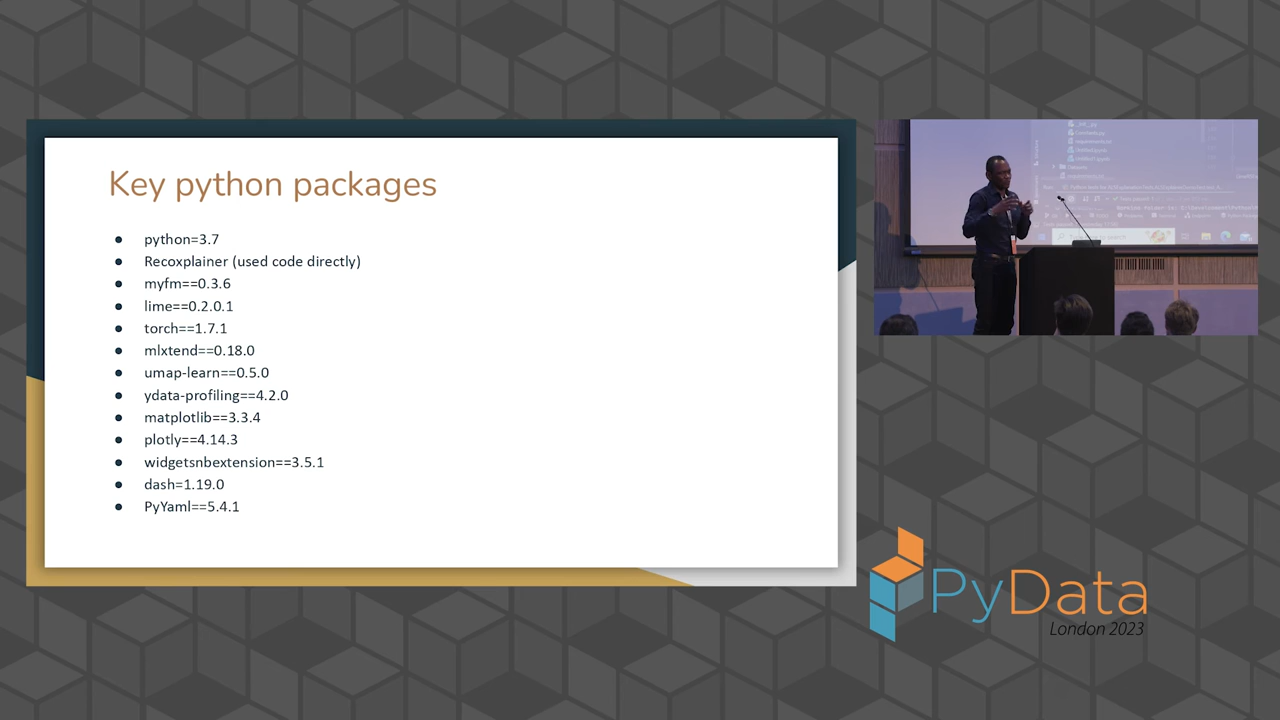 Key python packages
python=3.7
Recoxplainer (used code directly)
myfm==0.3.6
lime==0.2.0.1
torch==1.7.1
mlxtend==0.18.0
umap-learn==0.5.0
ydata-profiling==4.2.0
matplotlib==3.3.4
plotly==4.14.3
widgetsnbextension==3.5.1
dash=1.19.0
PyYaml==5.4.1
PyData
London 2023